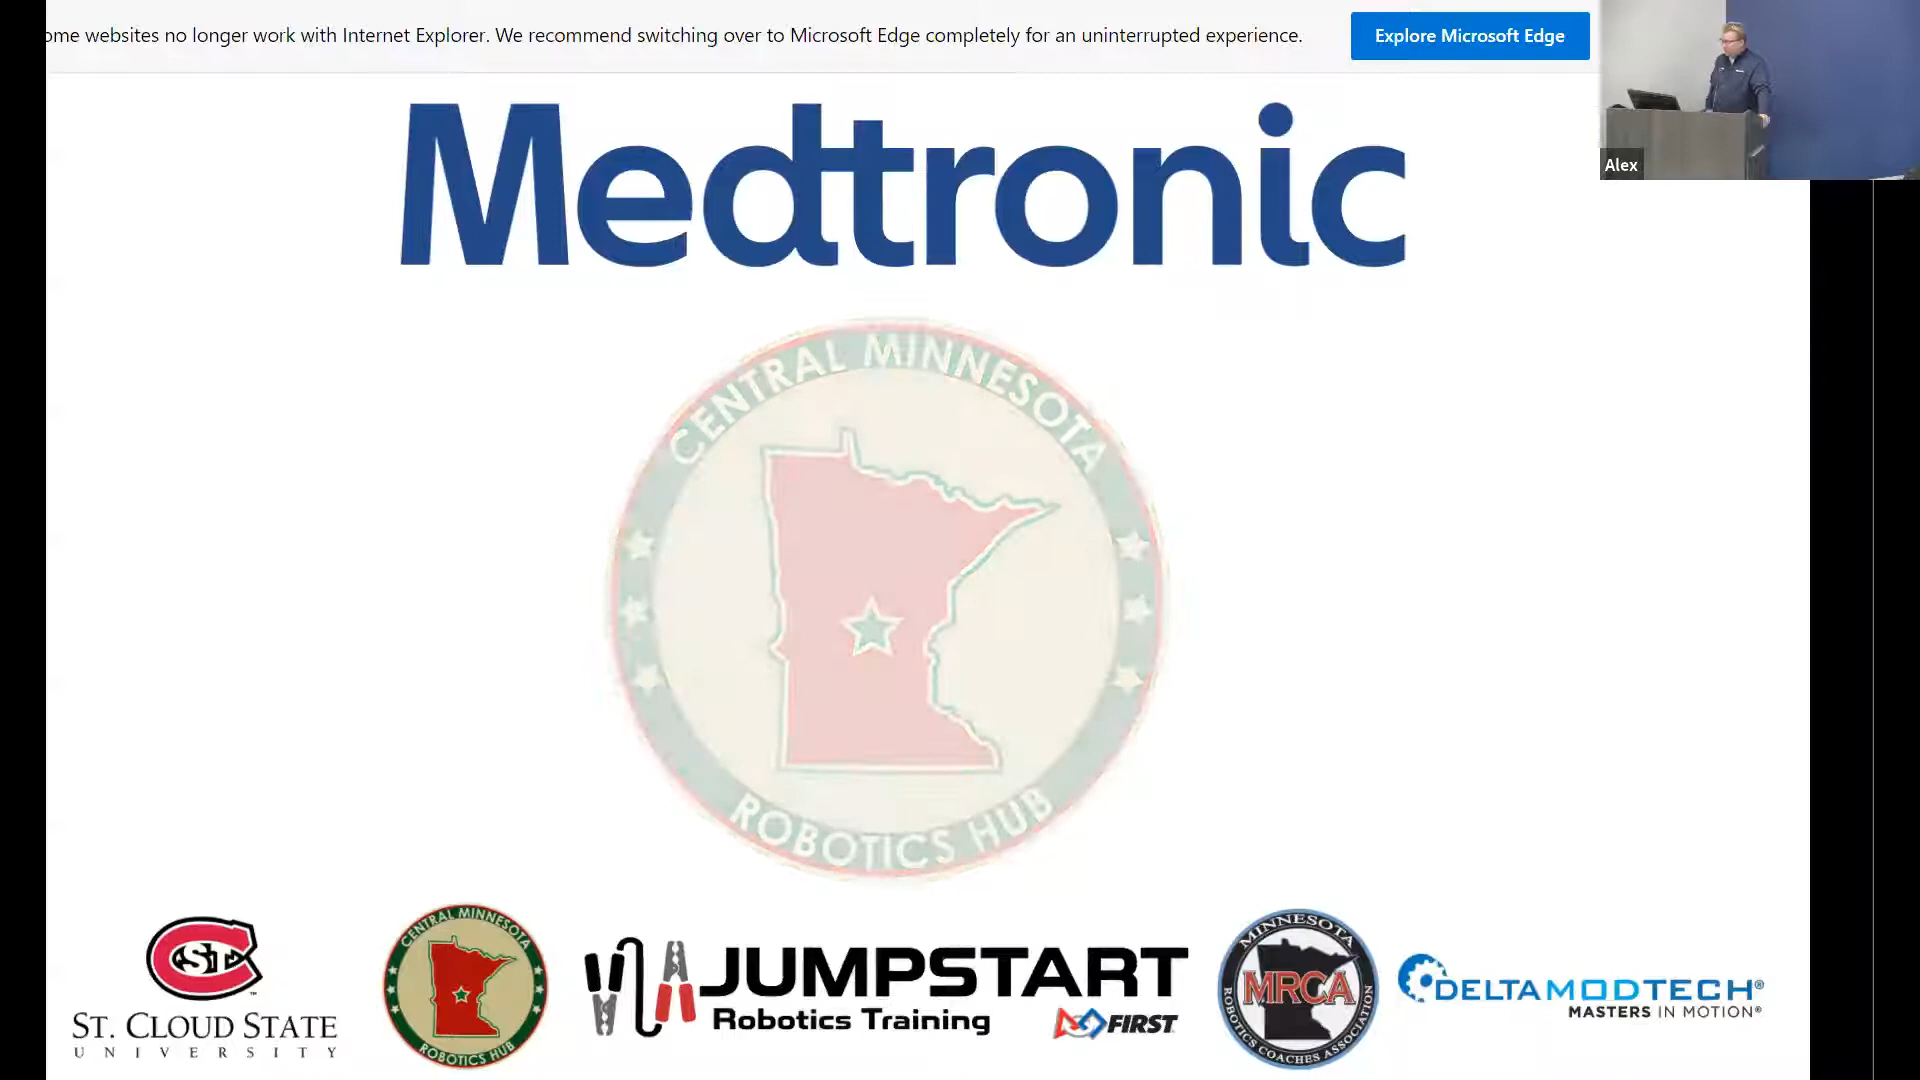 ome websites no longer work with Internet Explorer. We recommend switching over to Microsoft Edge completely for an uninterrupted experience.
Explore Microsoft Edge
Alex
Medtronic
CENTRAL MINNESOTA
ROBOTICS HUB
STC
ST. CLOUD STATE
UNIVERSITY
CENTRAL MINNESOTA
ROBOTICS HUB
JUMPSTART
Robotics Training
FIRST
MINNESOTA
MRCA
ROBOTICS COACHES ASSOCIATION
DELTAMODTECH®
MASTERS IN MOTION®